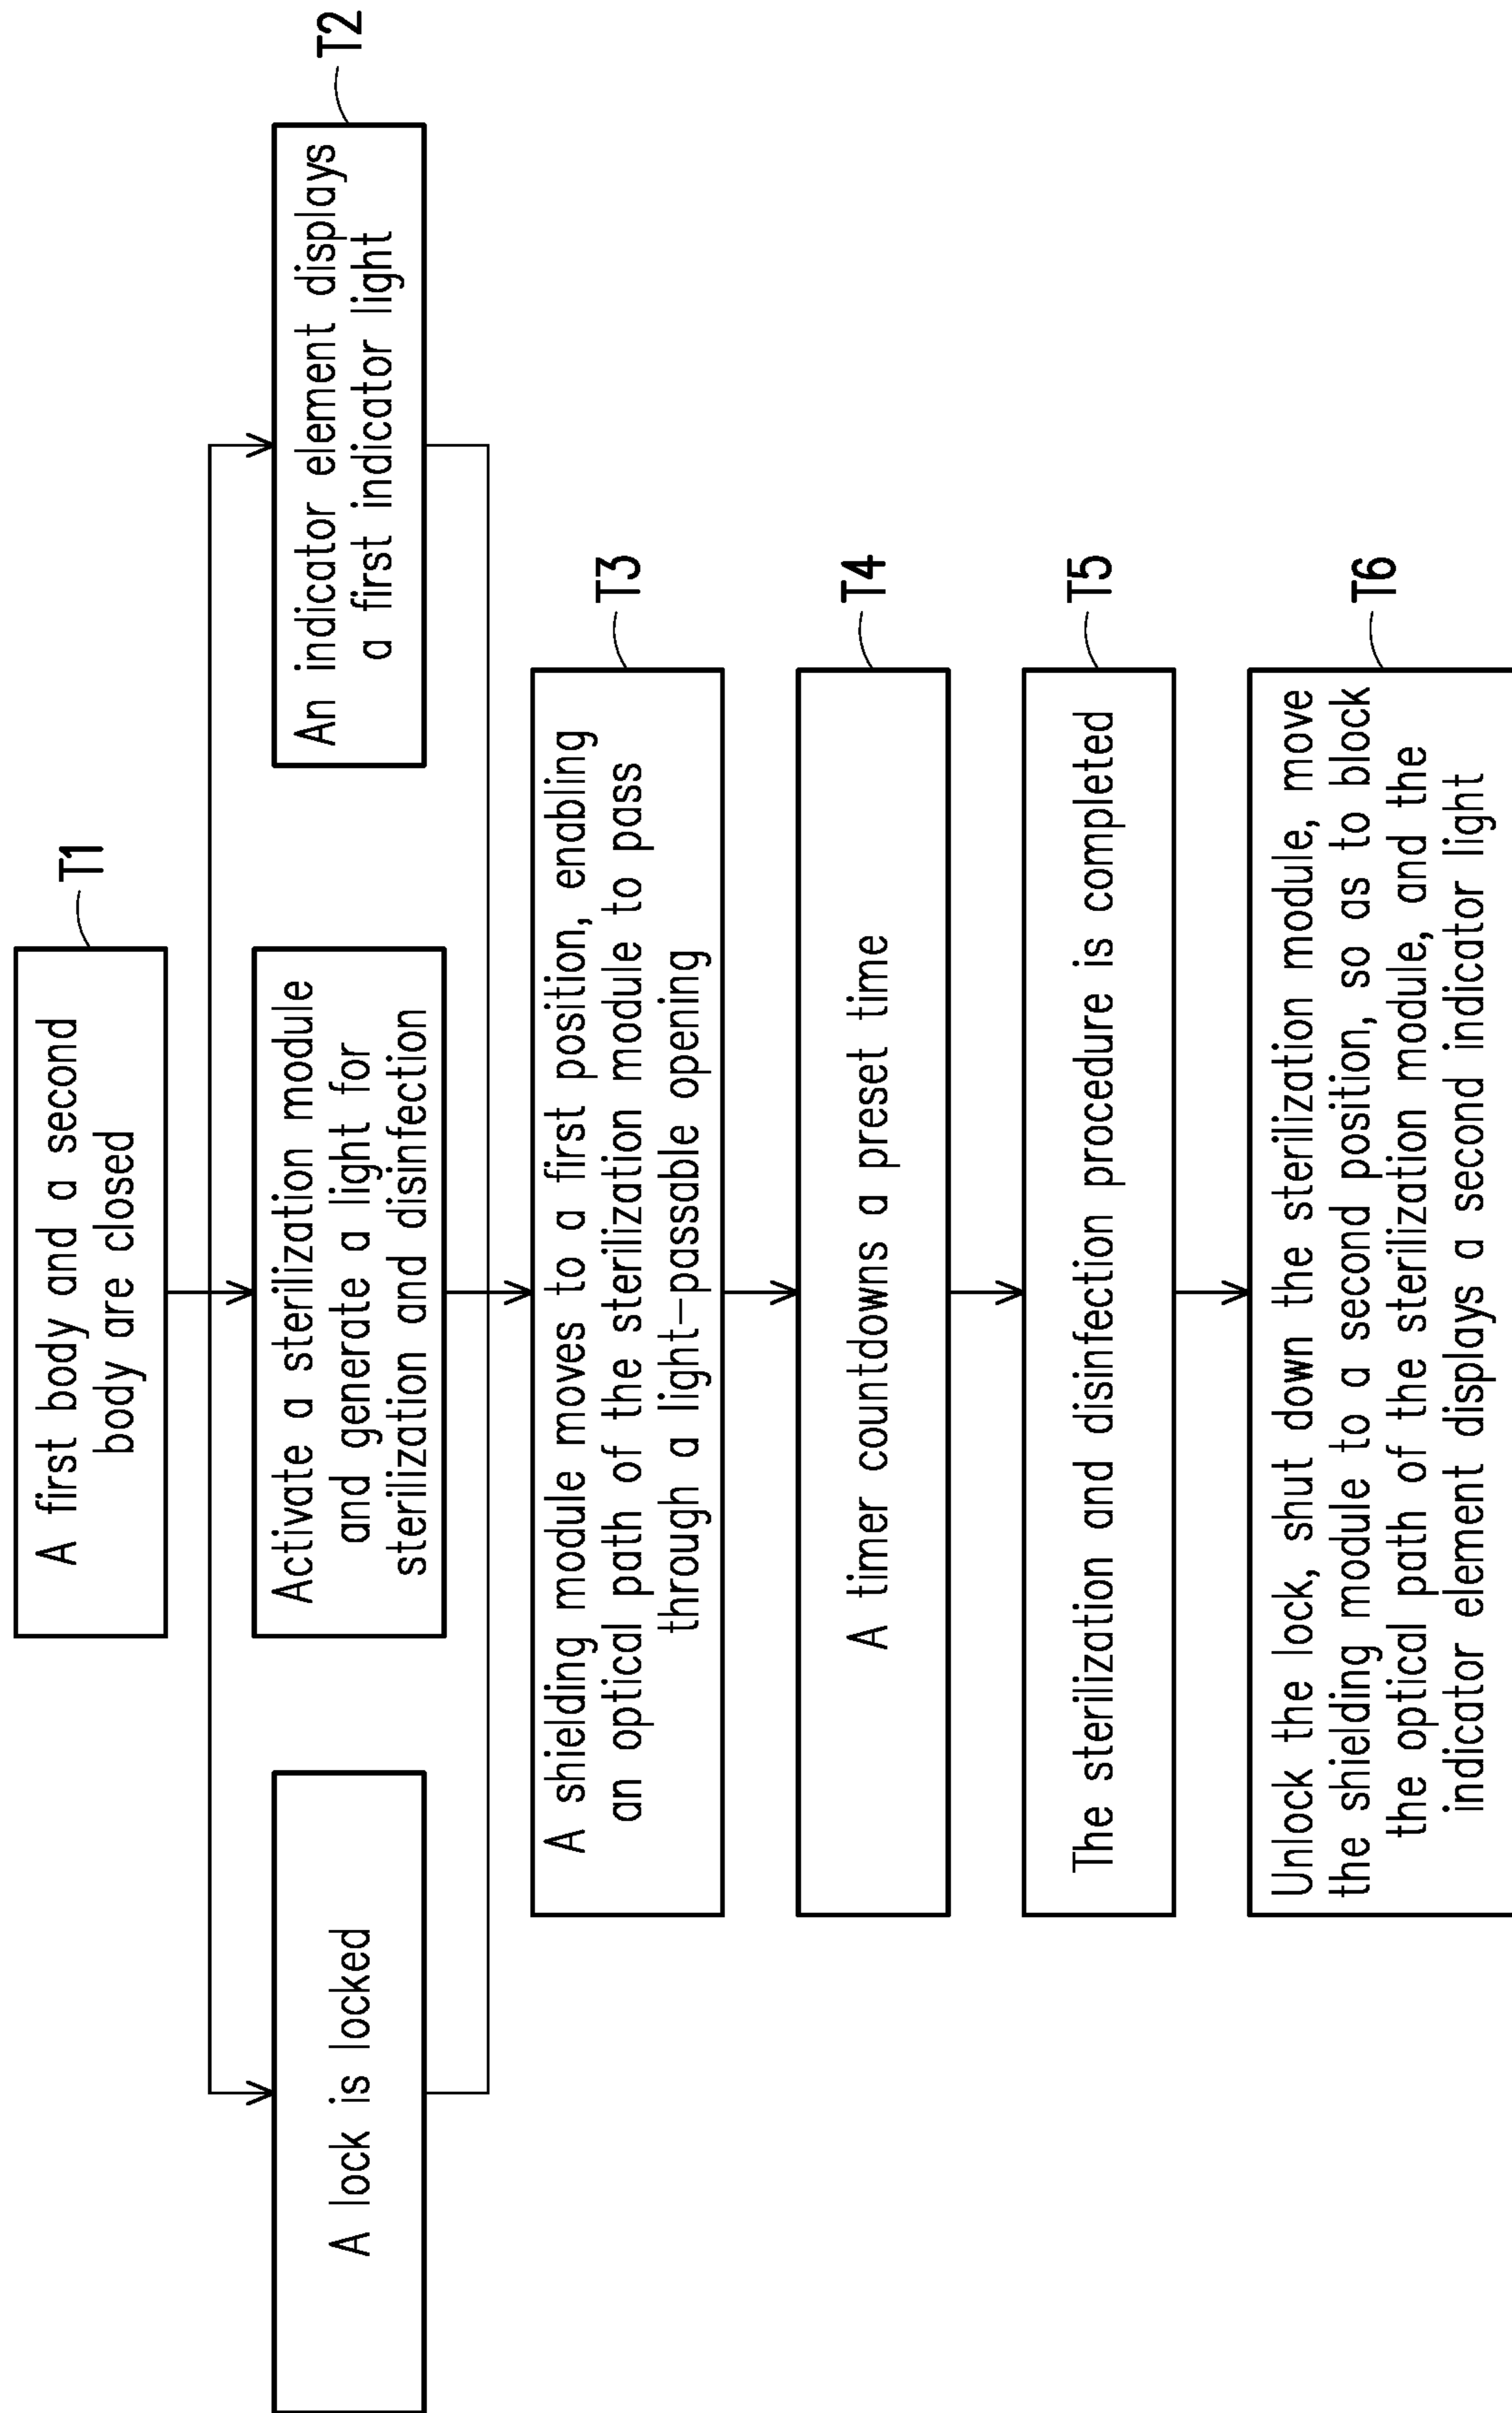 A first body and a second
body are closed
T1
A lock is locked
Activate a sterilization module
and generate a light for
sterilization and disinfection
An indicator element displays
a first indicator light
T2
A shielding module moves to a first position, enabling
an optical path of the sterilization module to pass
through a light-passable opening
T3
A timer countdowns a preset time
T4
The sterilization and disinfection procedure is completed
T5
Unlock the lock, shut down the sterilization module, move
the shielding module to a second position, so as to block
the optical path of the sterilization module, and the
indicator element displays a second indicator light
T6